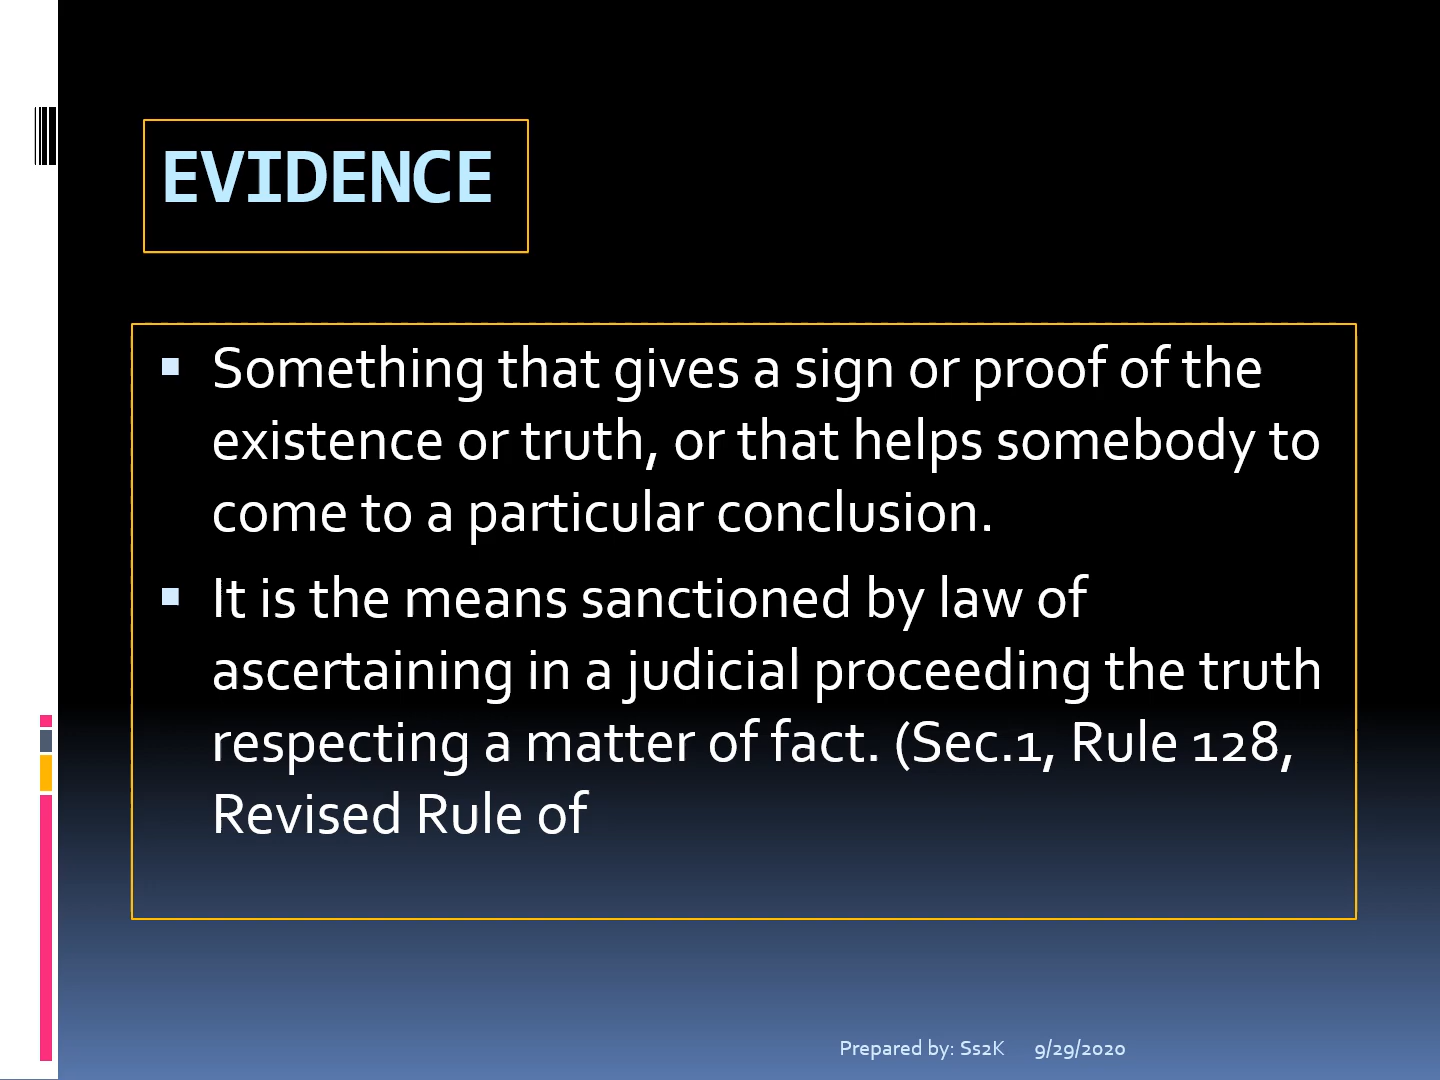 EVIDENCE
Something that gives a sign or proof of the
existence or truth, or that helps somebody to
come to a particular conclusion.
It is the means sanctioned by law of
ascertaining in a judicial proceeding the truth
respecting a matter of fact. (Sec.1, Rule 128,
Revised Rule of
Prepared by: Ss2K 9/29/2020